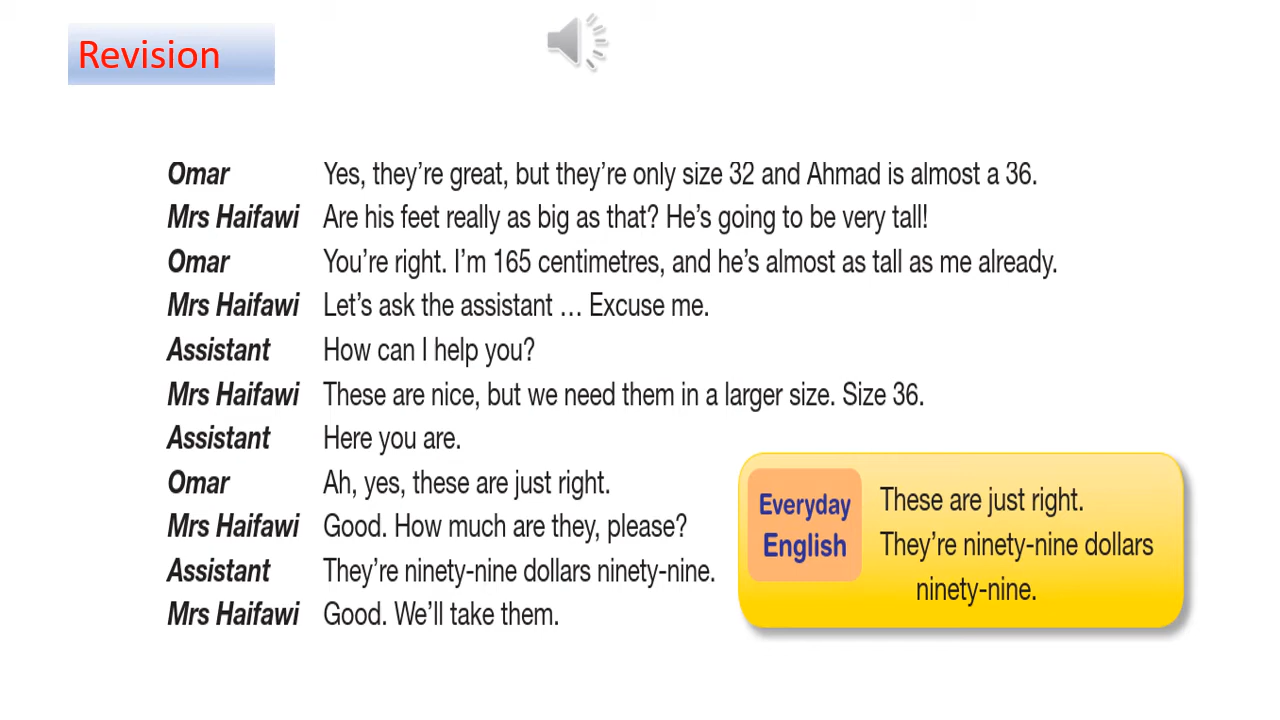 Revision
Omar Yes, they're great, but they're only size 32 and Ahmad is almost a 36.
Mrs Haifawi Are his feet really as big as that? He's going to be very tall!
Omar You're right. I'm 165 centimetres, and he's almost as tall as me already.
Mrs Haifawi Let's ask the assistant … Excuse me.
Assistant How can I help you?
Mrs Haifawi These are nice, but we need them in a larger size. Size 36.
Assistant Here you are.
Omar Ah, yes, these are just right.
Mrs Haifawi Good. How much are they, please?
Assistant They're ninety-nine dollars ninety-nine.
Mrs Haifawi Good. We'll take them.
Everyday
English
These are just right.
They're ninety-nine dollars
ninety-nine.